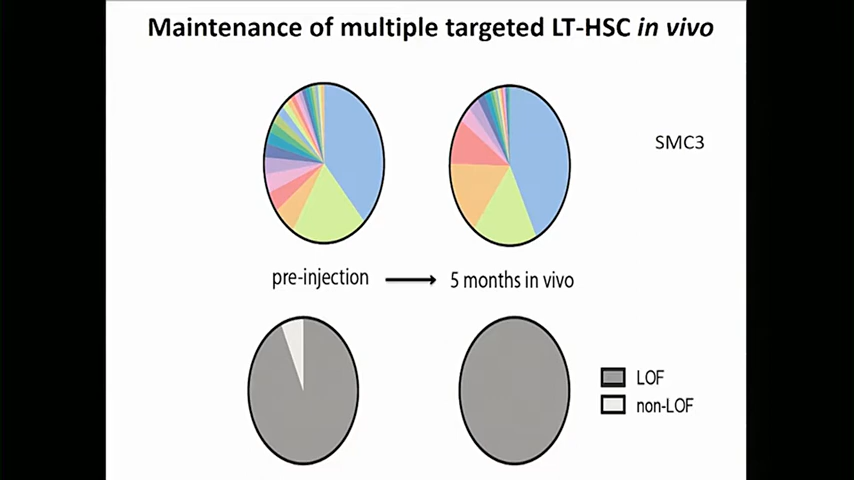 Maintenance of multiple targeted LT-HSC in vivo
SMC3
pre-injection
5 months in vivo
LOF
non-LOF